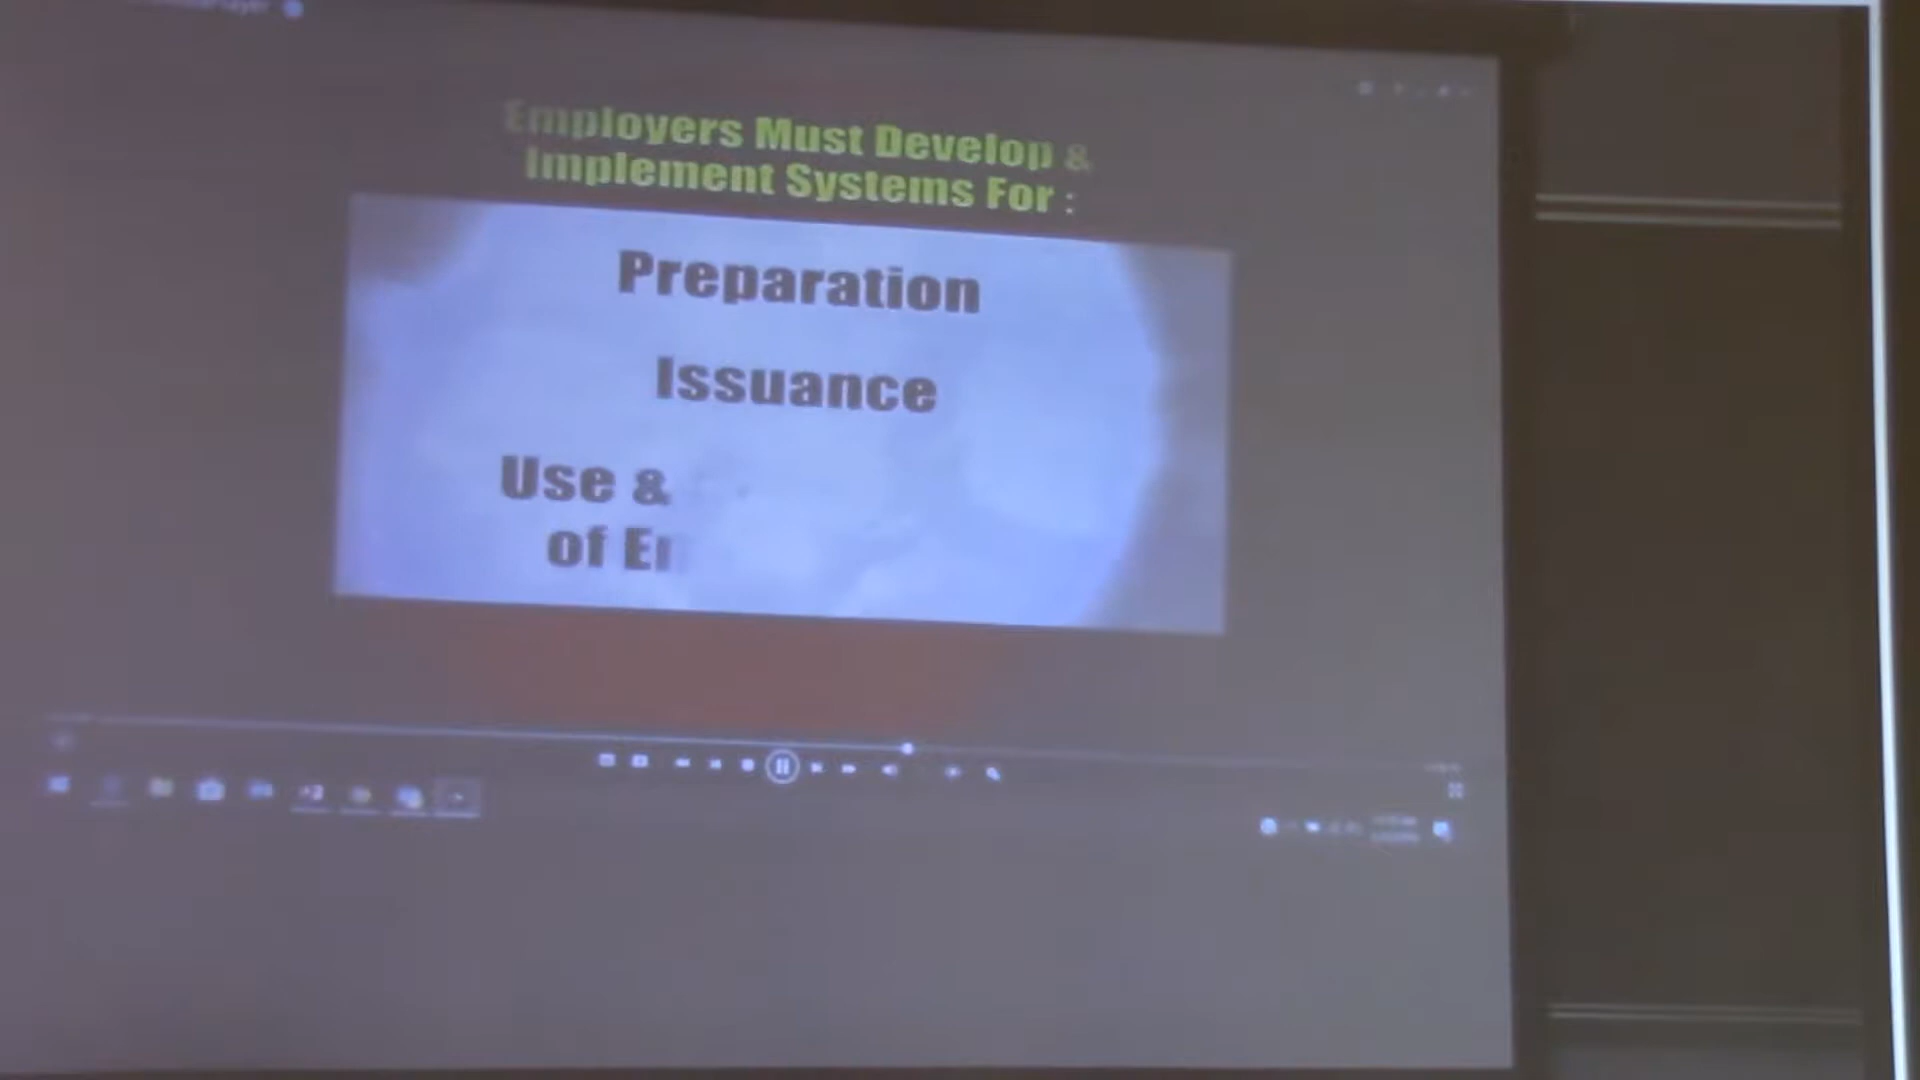 Employers Must Develop &
Implement Systems For :
Preparation
Issuance
Use &
of